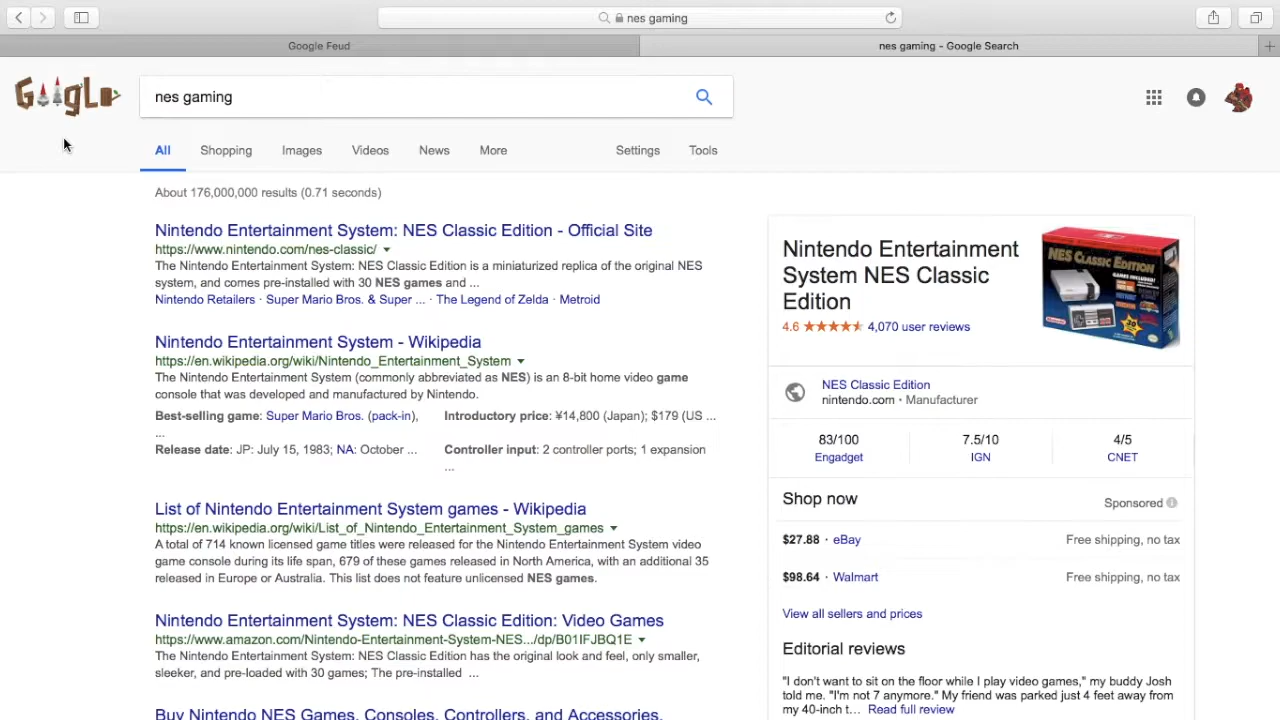 nes gaming
Google Feud
nes gaming - Google Search
nes gaming
All Shopping Images Videos News More Settings Tools
About 176,000,000 results (0.71 seconds)
Nintendo Entertainment System: NES Classic Edition - Official Site
https://www.nintendo.com/nes-classic/
The Nintendo Entertainment System: NES Classic Edition is a miniaturized replica of the original NES
system, and comes pre-installed with 30 NES games and ...
Nintendo Retailers · Super Mario Bros. & Super ... · The Legend of Zelda · Metroid
Nintendo Entertainment System - Wikipedia
https://en.wikipedia.org/wiki/Nintendo_Entertainment_System
The Nintendo Entertainment System (commonly abbreviated as NES) is an 8-bit home video game
console that was developed and manufactured by Nintendo.
Best-selling game: Super Mario Bros. (pack-in),
...
Introductory price: ¥14,800 (Japan); $179 (US ...
Release date: JP: July 15, 1983; NA: October ...
Controller input: 2 controller ports; 1 expansion
...
List of Nintendo Entertainment System games - Wikipedia
https://en.wikipedia.org/wiki/List_of_Nintendo_Entertainment_System_games
A total of 714 known licensed game titles were released for the Nintendo Entertainment System video
game console during its life span, 679 of these games released in North America, with an additional 35
released in Europe or Australia. This list does not feature unlicensed NES games.
Nintendo Entertainment System: NES Classic Edition: Video Games
https://www.amazon.com/Nintendo-Entertainment-System-NES.../dp/B01IFJBQ1E
The Nintendo Entertainment System: NES Classic Edition has the original look and feel, only smaller,
sleeker, and pre-loaded with 30 games; The pre-installed ...
Buy Nintendo NES Games, Consoles, Controllers, and Accessories.
Nintendo Entertainment
System NES Classic
Edition
4.6 4,070 user reviews
NES CLASSIC EDITION
NES Classic Edition
nintendo.com · Manufacturer
83/100 7.5/10 4/5
Engadget IGN CNET
Shop now Sponsored
$27.88 · eBay Free shipping, no tax
$98.64 · Walmart Free shipping, no tax
View all sellers and prices
Editorial reviews
"I don't want to sit on the floor while I play video games," my buddy Josh
told me. "I'm not 7 anymore." My friend was parked just 4 feet away from
my 40-inch t... Read full review